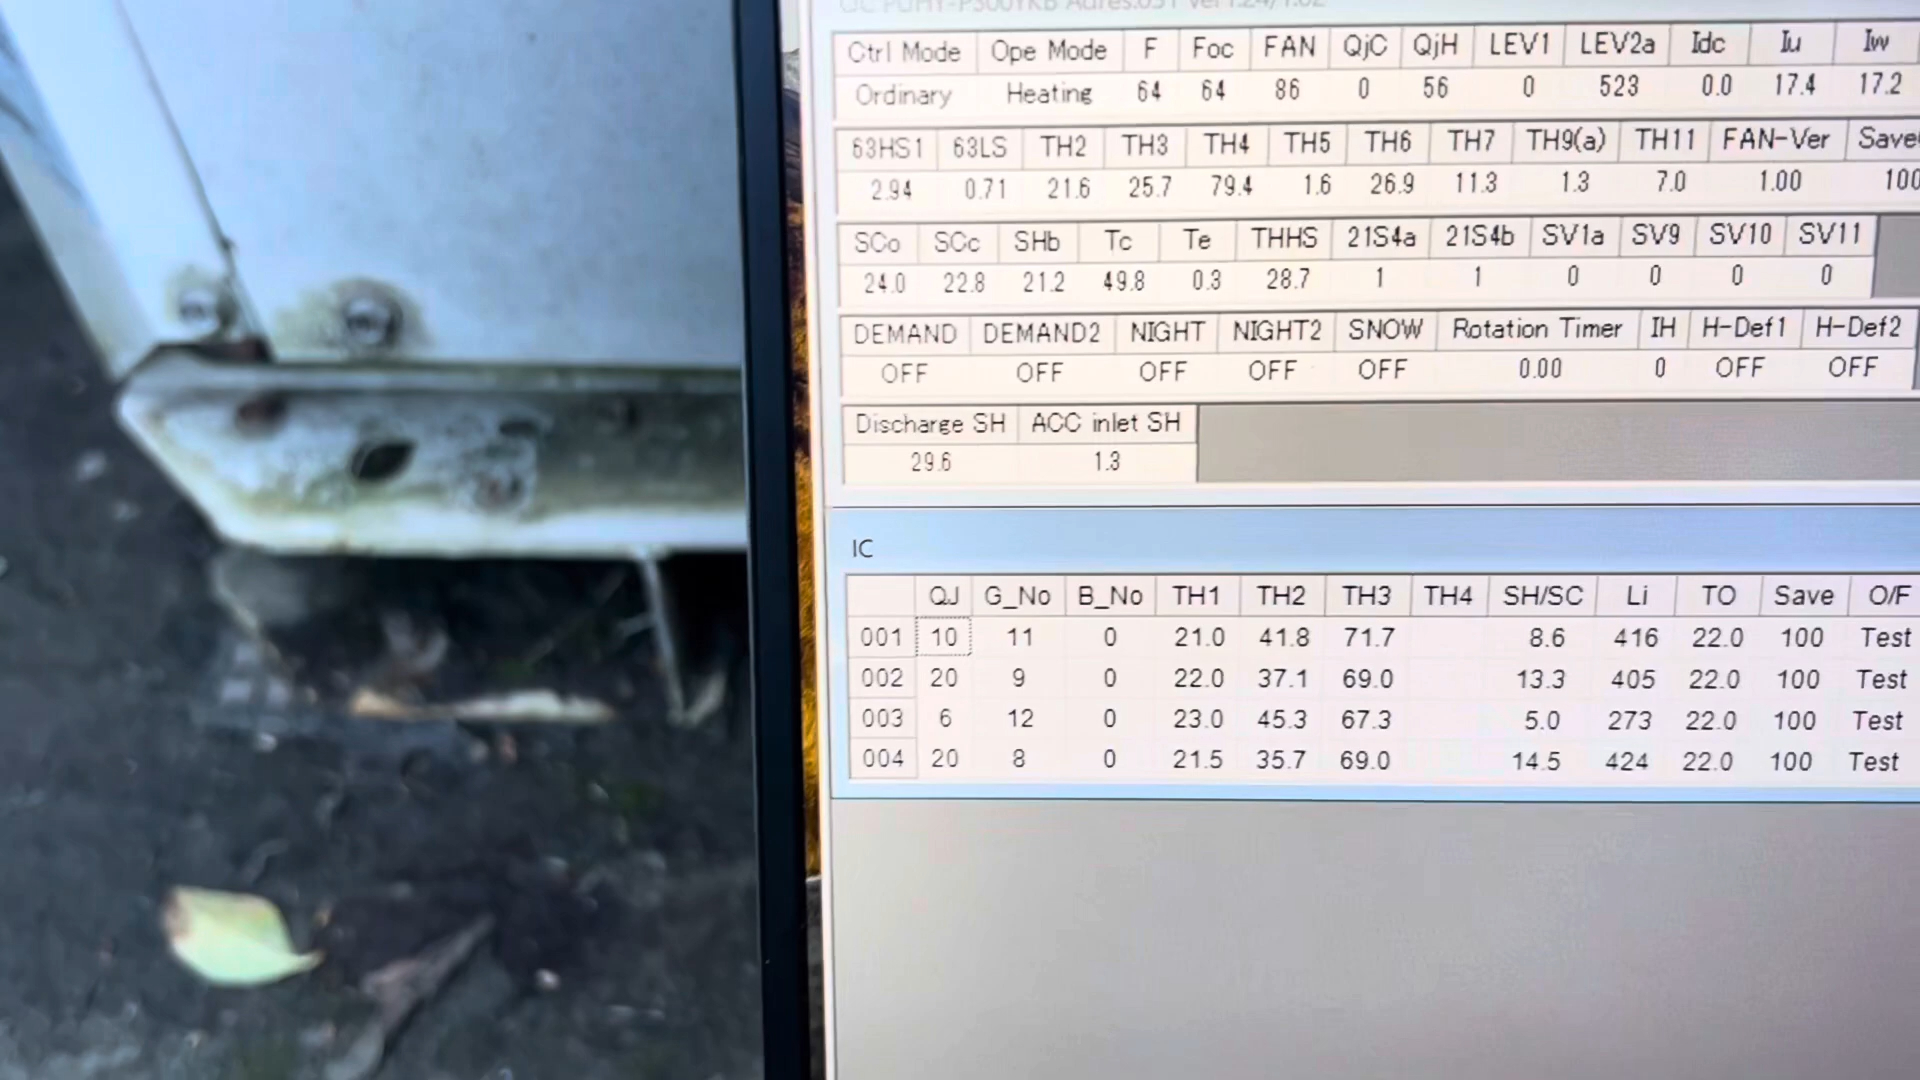 Ctrl Mode Ope Mode F Foc FAN QjC QjH LEV1 LEV2a Idc Iu Iw
Ordinary Heating 64 64 86 0 56 0 523 0.0 17.4 17.2
63HS1 63LS TH2 TH3 TH4 TH5 TH6 TH7 TH9(a) TH11 FAN-Ver Save
2.94 0.71 21.6 25.7 79.4 1.6 26.9 11.3 1.3 7.0 1.00 100
SCo SCc SHb Tc Te THHS 21S4a 21S4b SV1a SV9 SV10 SV11
24.0 22.8 21.2 49.8 0.3 28.7 1 1 0 0 0 0
DEMAND DEMAND2 NIGHT NIGHT2 SNOW Rotation Timer IH H-Def1 H-Def2
OFF OFF OFF OFF OFF 0.00 0 OFF OFF
Discharge SH ACC inlet SH
29.6 1.3
IC
QJ G_No B_No TH1 TH2 TH3 TH4 SH/SC Li TO Save O/F
001 10 11 0 21.0 41.8 71.7 8.6 416 22.0 100 Test
002 20 9 0 22.0 37.1 69.0 13.3 405 22.0 100 Test
003 6 12 0 23.0 45.3 67.3 5.0 273 22.0 100 Test
004 20 8 0 21.5 35.7 69.0 14.5 424 22.0 100 Test